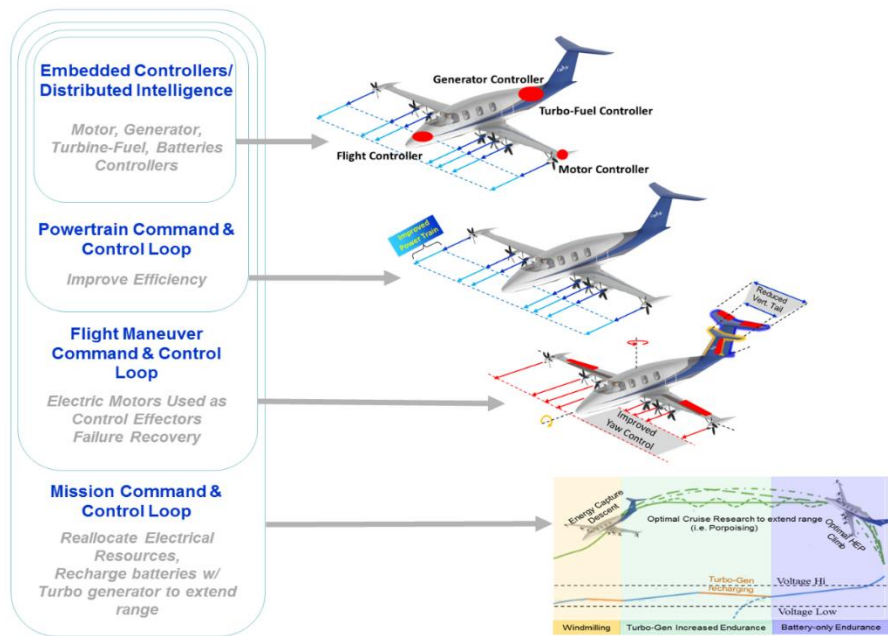 Embedded Controllers/
Distributed Intelligence
Motor, Generator,
Turbine-Fuel, Batteries
Controllers
Generator Controller
Turbo-Fuel Controller
Flight Controller
Motor Controller
Powertrain Command &
Control Loop
Improve Efficiency
Improved
Power Train
Flight Maneuver
Command & Control
Loop
Electric Motors Used as
Control Effectors
Failure Recovery
Reduced
Vert. Tail
Improved
Yaw Control
Mission Command &
Control Loop
Reallocate Electrical
Resources,
Recharge batteries w/
Turbo generator to extend
range
Energy Capture
Descent
Optimal Cruise Research to extend range
(i.e. Porpoising)
Optimal HEP
Climb
Turbo-Gen
recharging
Voltage Hi
Voltage Low
Windmilling
Turbo-Gen Increased Endurance
Battery-only Endurance